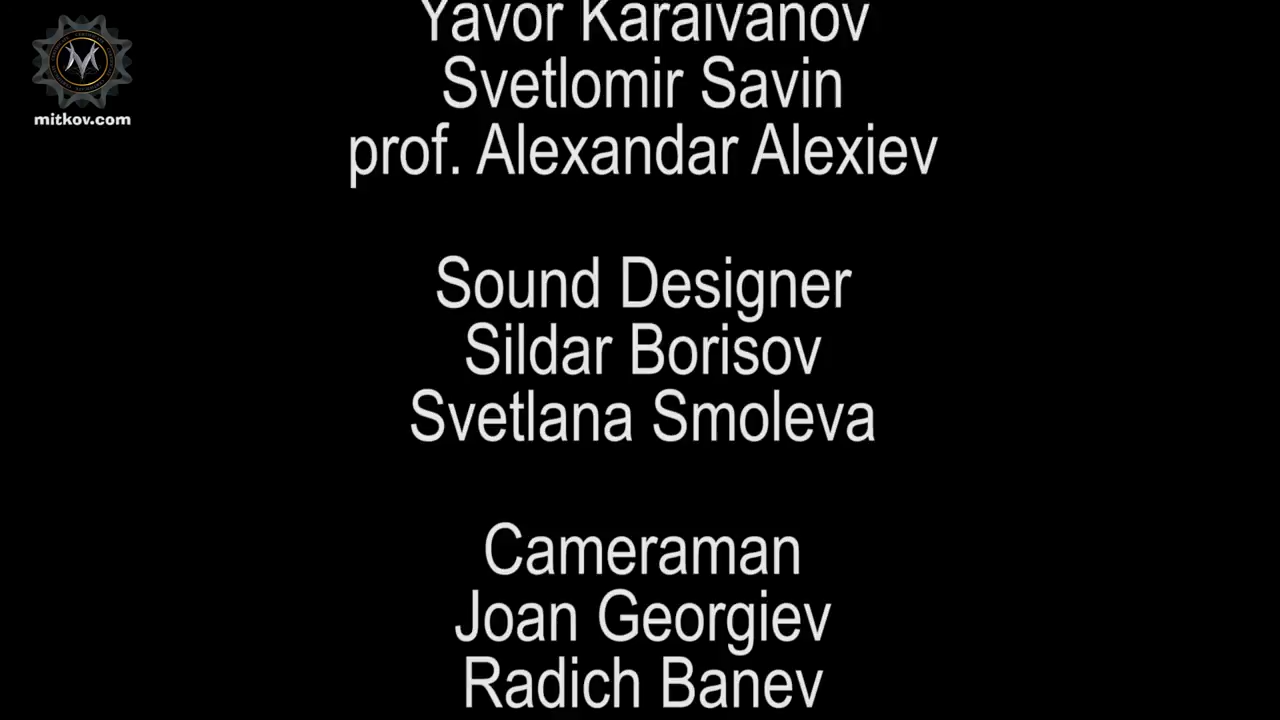 Yavor Karaivanov
Svetlomir Savin
prof. Alexandar Alexiev
Sound Designer
Sildar Borisov
Svetlana Smoleva
Cameraman
Joan Georgiev
Radich Banev
mitkov.com